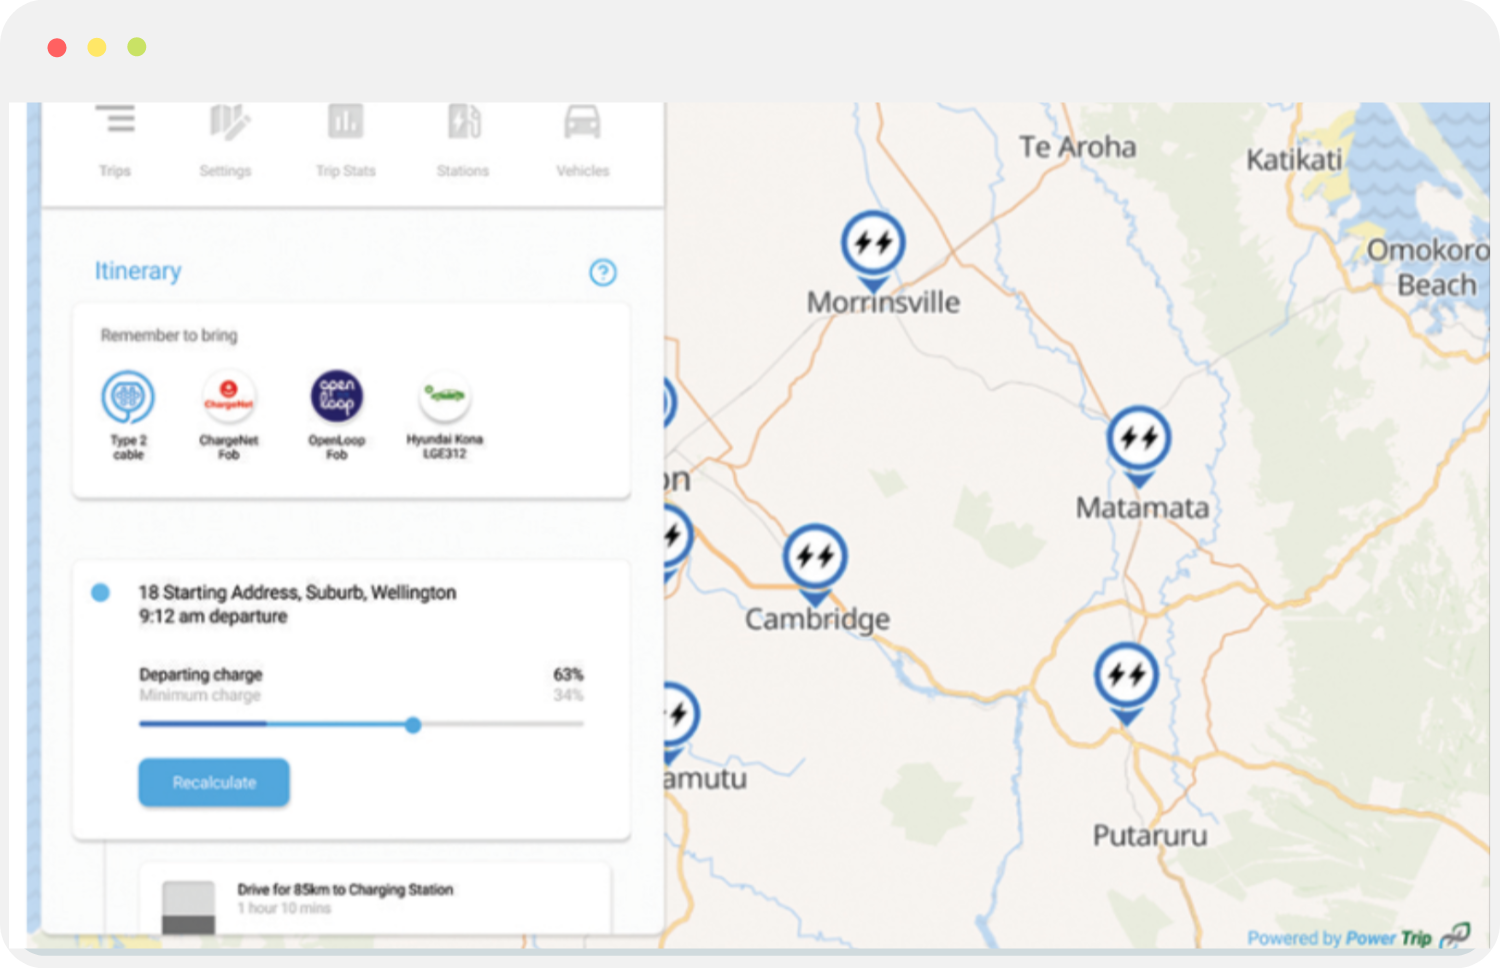 Trips
Settings
Trip Stats
Stations
Vehicles
Itinerary
?
Remember to bring
ChargeNet
open
loop
Type 2
cable
ChargeNet
Fob
OpenLoop
Fob
Hyundai Kona
LGE312
18 Starting Address, Suburb, Wellington
9:12 am departure
Departing charge 63%
Minimum charge 34%
Recalculate
Drive for 85km to Charging Station
1 hour 10 mins
Te Aroha
Katikati
Omokoro
Beach
Morrinsville
on
Matamata
Cambridge
amutu
Putaruru
Powered by Power Trip